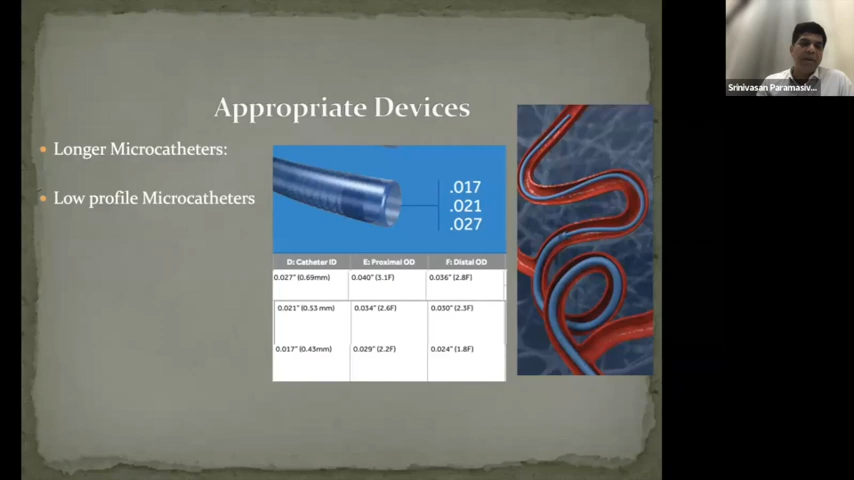 Appropriate Devices
Longer Microcatheters:
Low profile Microcatheters
.017
.021
.027
D: Catheter ID E: Proximal OD F: Distal OD
0.027" (0.69mm) 0.040" (3.1F) 0.036" (2.8F)
0.021" (0.53 mm) 0.034" (2.6F) 0.030" (2.3F)
0.017" (0.43mm) 0.029" (2.2F) 0.024" (1.8F)
Srinivasan Paramasiv...